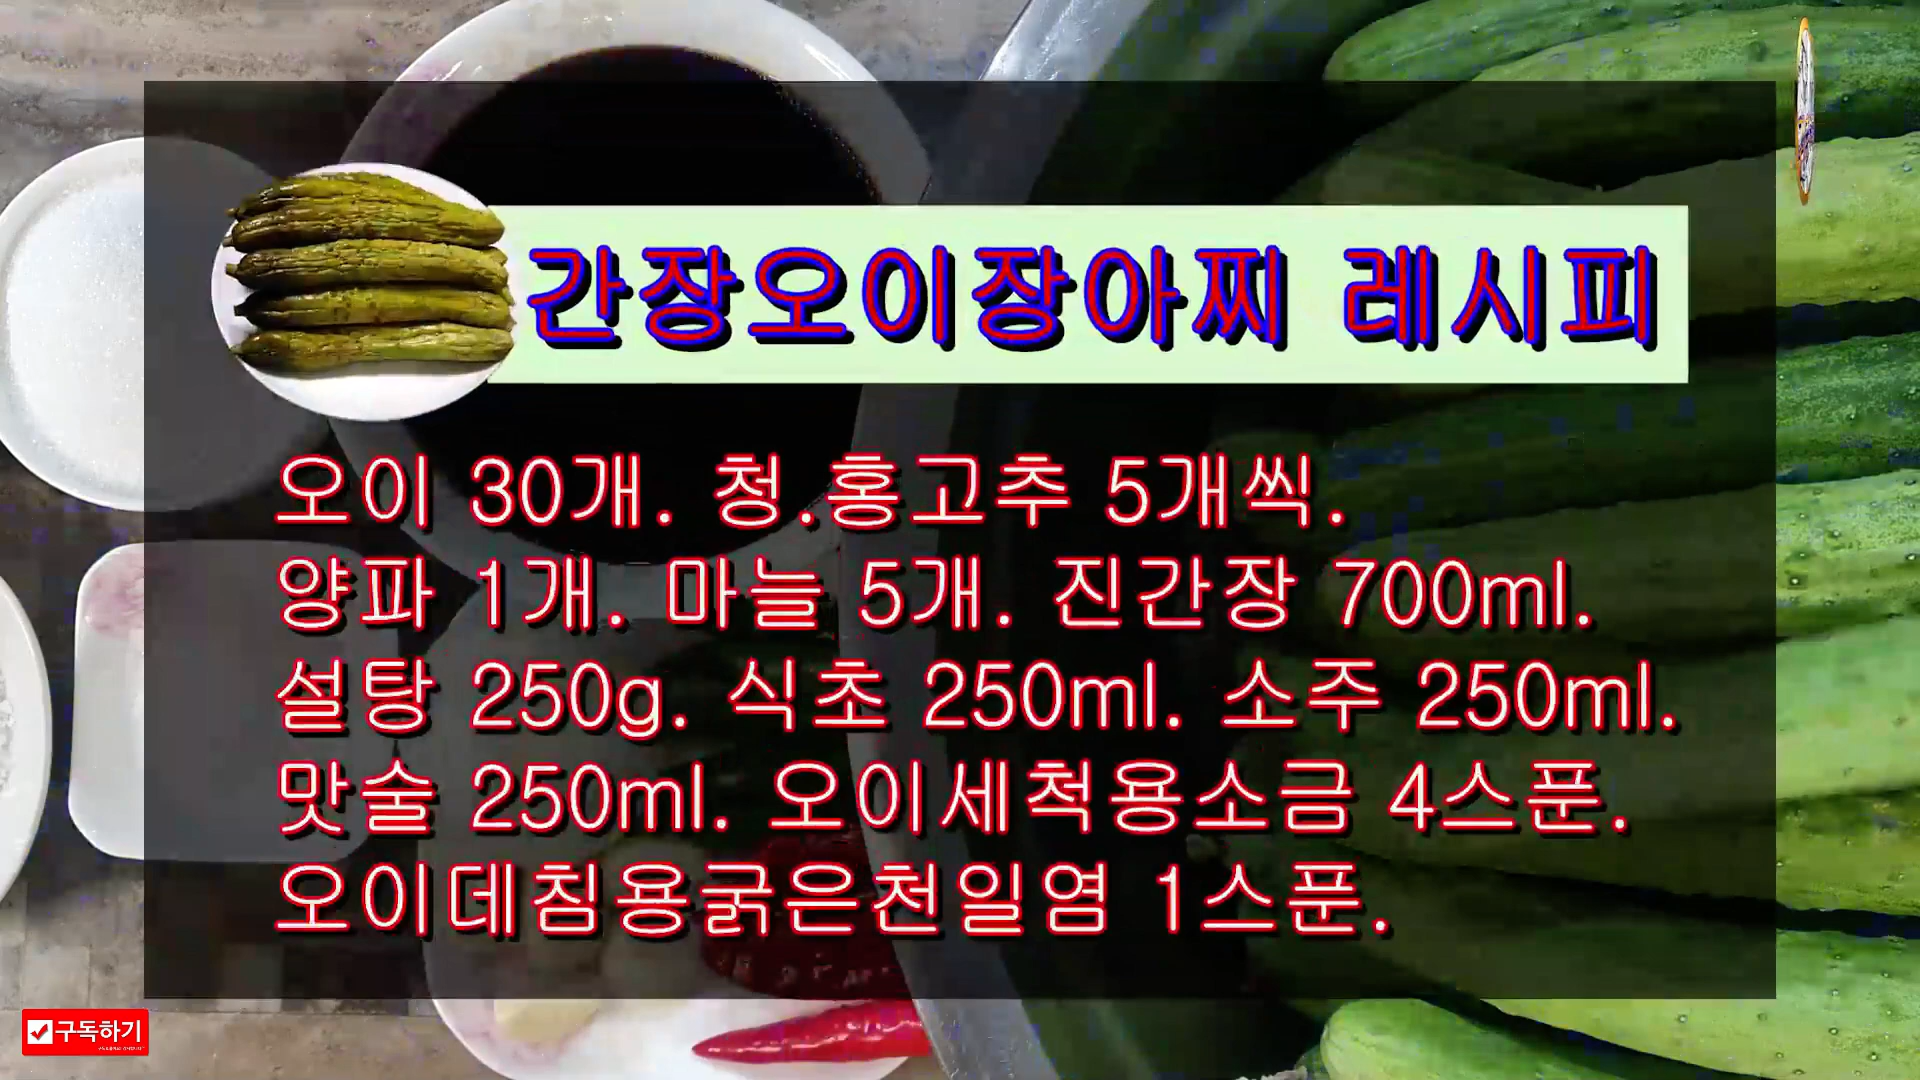 간장오이장아찌 레시피
오이 30개. 청.홍고추 5개씩.
양파 1개. 마늘 5개. 진간장 700ml.
설탕 250g. 식초 250ml. 소주 250ml.
맛술 250ml. 오이세척용소금 4스푼.
오이데침용굵은천일염 1스푼.
구독하기